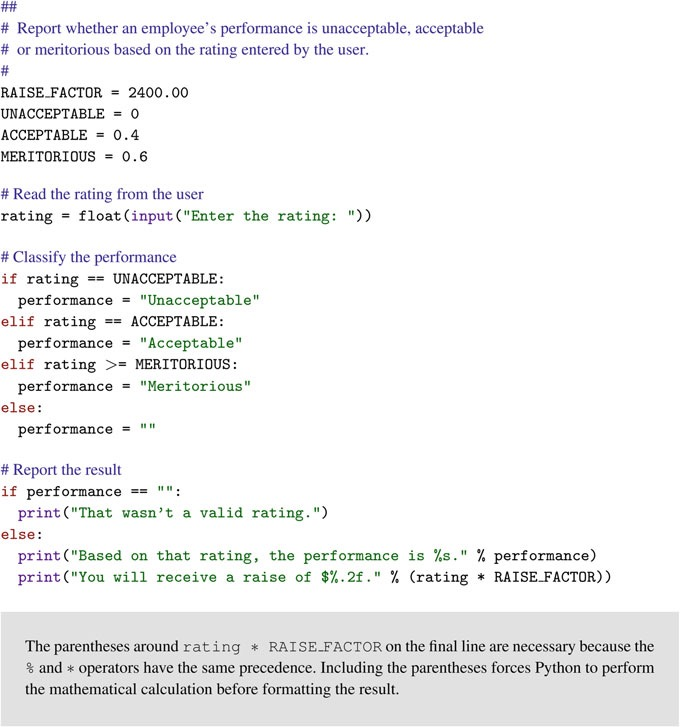 ##
# Report whether an employee’s performance is unacceptable, acceptable
# or meritorious based on the rating entered by the user.
#
RAISE_FACTOR = 2400.00
UNACCEPTABLE = 0
ACCEPTABLE = 0.4
MERITORIOUS = 0.6
# Read the rating from the user
rating = float(input("Enter the rating: "))
# Classify the performance
if rating == UNACCEPTABLE:
  performance = "Unacceptable"
elif rating == ACCEPTABLE:
  performance = "Acceptable"
elif rating >= MERITORIOUS:
  performance = "Meritorious"
else:
  performance = ""
# Report the result
if performance == "":
  print("That wasn’t a valid rating.")
else:
  print("Based on that rating, the performance is %s." % performance)
  print("You will receive a raise of $%.2f." % (rating * RAISE_FACTOR))
The parentheses around rating * RAISE_FACTOR on the final line are necessary because the
% and * operators have the same precedence. Including the parentheses forces Python to perform
the mathematical calculation before formatting the result.